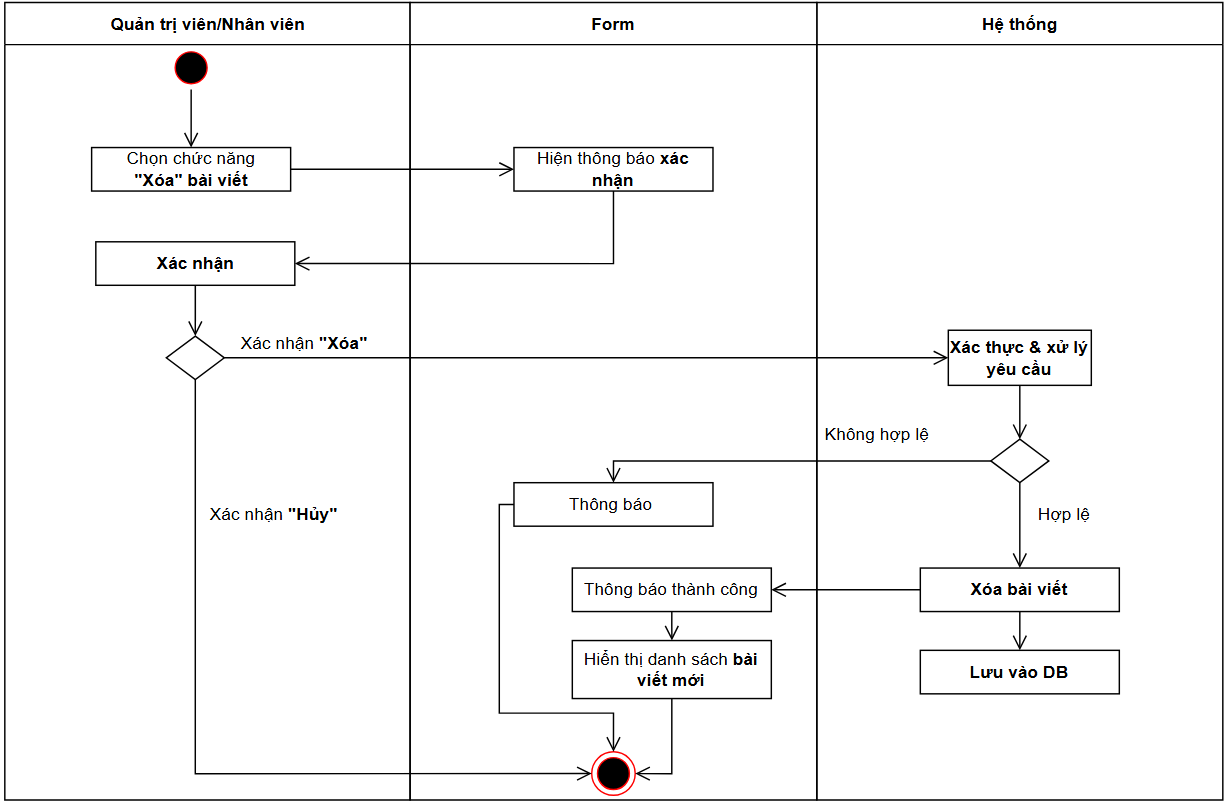 Quản trị viên/Nhân viên
Form
Hệ thống
Chọn chức năng
"Xóa" bài viết
Hiện thông báo xác
nhận
Xác nhận
Xác nhận "Xóa"
Xác thực & xử lý
yêu cầu
Không hợp lệ
Thông báo
Xác nhận "Hủy"
Hợp lệ
Thông báo thành công
Xóa bài viết
Hiển thị danh sách bài
viết mới
Lưu vào DB